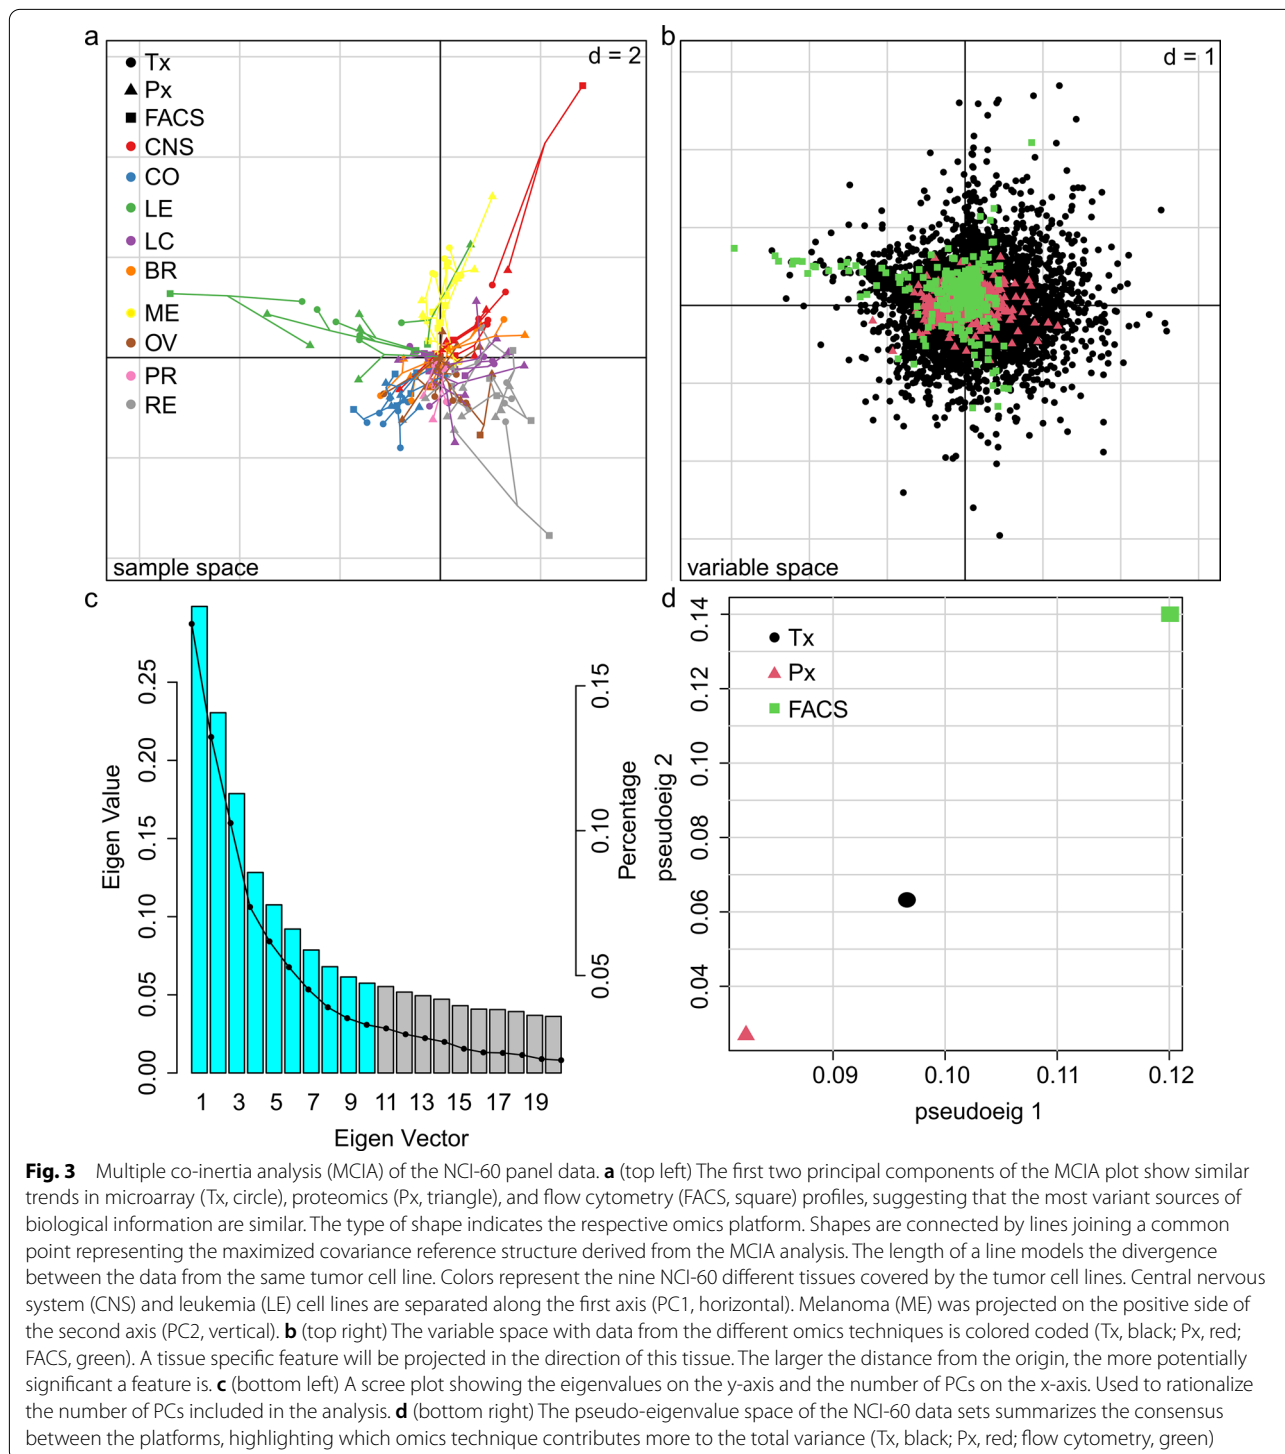 a
d = 2
Tx
Px
FACS
CNS
CO
LE
LC
BR
ME
OV
PR
RE
sample space
b
d = 1
variable space
c
Eigen Value
0.00
0.05
0.10
0.15
0.20
0.25
Percentage
0.05
0.10
0.15
1 3 5 7 9 11 13 15 17 19
Eigen Vector
d
pseudoeig 2
0.04
0.06
0.08
0.10
0.12
0.14
Tx
Px
FACS
0.09 0.10 0.11 0.12
pseudoeig 1
Fig. 3 Multiple co-inertia analysis (MCIA) of the NCI-60 panel data. a (top left) The first two principal components of the MCIA plot show similar
trends in microarray (Tx, circle), proteomics (Px, triangle), and flow cytometry (FACS, square) profiles, suggesting that the most variant sources of
biological information are similar. The type of shape indicates the respective omics platform. Shapes are connected by lines joining a common
point representing the maximized covariance reference structure derived from the MCIA analysis. The length of a line models the divergence
between the data from the same tumor cell line. Colors represent the nine NCI-60 different tissues covered by the tumor cell lines. Central nervous
system (CNS) and leukemia (LE) cell lines are separated along the first axis (PC1, horizontal). Melanoma (ME) was projected on the positive side of
the second axis (PC2, vertical). b (top right) The variable space with data from the different omics techniques is colored coded (Tx, black; Px, red;
FACS, green). A tissue specific feature will be projected in the direction of this tissue. The larger the distance from the origin, the more potentially
significant a feature is. c (bottom left) A scree plot showing the eigenvalues on the y-axis and the number of PCs on the x-axis. Used to rationalize
the number of PCs included in the analysis. d (bottom right) The pseudo-eigenvalue space of the NCI-60 data sets summarizes the consensus
between the platforms, highlighting which omics technique contributes more to the total variance (Tx, black; Px, red; flow cytometry, green)